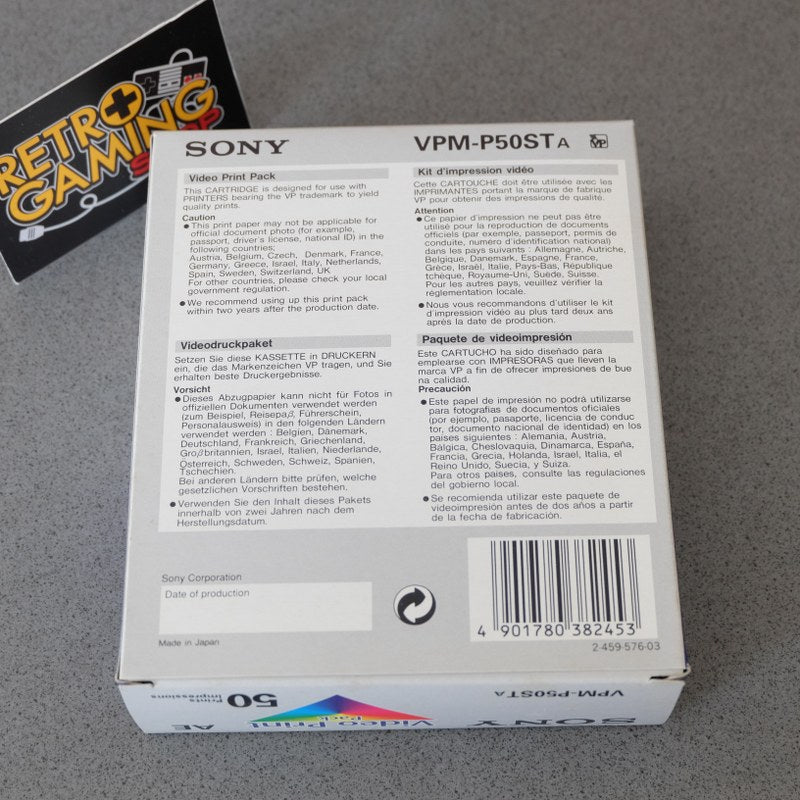 RETRO
GAMING
SHOP
SONY
VPM-P50STA
VP
Video Print Pack
This CARTRIDGE is designed for use with
PRINTERS bearing the VP trademark to yield
quality prints.
Caution
● This print paper may not be applicable for
official document photo (for example,
passport, driver's license, national ID) in the
following countries;
Austria, Belgium, Czech, Denmark, France,
Germany, Greece, Israel, Italy, Netherlands,
Spain, Sweden, Switzerland, UK
For other countries, please check your local
government regulation.
● We recommend using up this print pack
within two years after the production date.
Kit d'impression vidéo
Cette CARTOUCHE doit être utilisée avec les
IMPRIMANTES portant la marque de fabrique
VP pour obtenir des impressions de qualité.
Attention
● Ce papier d'impression ne peut pas être
utilisé pour la reproduction de documents
officiels (par exemple, passeport, permis de
conduite, numéro d'identification national)
dans les pays suivants : Allemagne, Autriche,
Belgique, Danemark, Espagne, France,
Grèce, Israël, Italie, Pays-Bas, République
tchèque, Royaume-Uni, Suède, Suisse.
Pour les autres pays, veuillez vérifier la
réglementation locale.
● Nous vous recommandons d'utiliser le kit
d'impression vidéo au plus tard deux ans
après la date de production.
Videodruckpaket
Setzen Sie diese KASSETTE in DRUCKERN
ein, die das Markenzeichen VP tragen, und Sie
erhalten beste Druckergebnisse.
Vorsicht
● Dieses Abzugpapier kann nicht für Fotos in
offiziellen Dokumenten verwendet werden
(zum Beispiel, Reisepaβ, Führerschein,
Personalausweis) in den folgenden Ländern
verwendet werden : Belgien, Dänemark,
Deutschland, Frankreich, Griechenland,
Groβbritannien, Israel, Italien, Niederlande,
Österreich, Schweden, Schweiz, Spanien,
Tschechien.
Bei anderen Ländern bitte prüfen, welche
gesetzlichen Vorschriften bestehen.
● Verwenden Sie den Inhalt dieses Pakets
innerhalb von zwei Jahren nach dem
Herstellungsdatum.
Paquete de videoimpresión
Este CARTUCHO ha sido diseñado para
emplearse con IMPRESORAS que lleven la
marca VP a fin de ofrecer impresiones de bue
na calidad.
Precaución
● Este papel de impresión no podrá utilizarse
para fotografias de documentos oficiales
(por ejemplo, pasaporte, licencia de conduc
tor, documento nacional de identidad) en los
países siguientes : Alemania, Austria,
Bálgica, Cheslovaquia, Dinamarca, España,
Francia, Grecia, Holanda, Israel, Italia, el
Reino Unido, Suecia, y Suiza.
Para otros países, consulte las regulaciones
del gobierno local.
● Se recomienda utilizar este paquete de
videoimpresión antes de dos años a partir
de la fecha de fabricación.
Sony Corporation
Date of production
Made in Japan
4 901780 382453
2-459-576-03
SONY
VPM-P50STA
Video Print
Pack
50 Prints
Impressions
AE